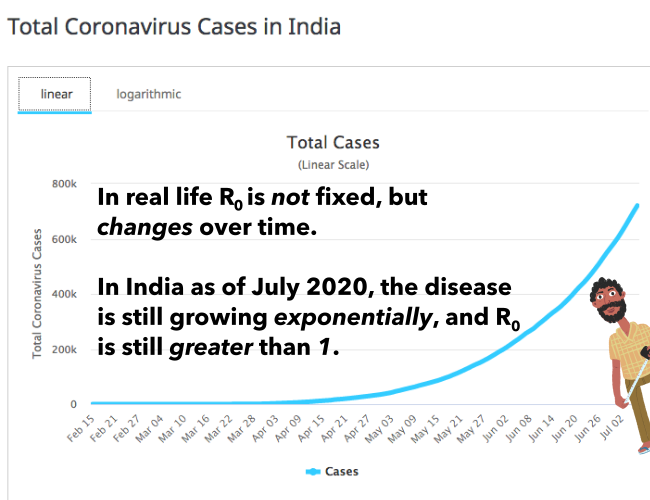 Total Coronavirus Cases in India
linear
logarithmic
Total Cases
(Linear Scale)
In real life R0 is not fixed, but
changes over time.
In India as of July 2020, the disease
is still growing exponentially, and R0
is still greater than 1.
Total Coronavirus Cases
800k
600k
400k
200k
0
Feb 15
Feb 21
Feb 27
Mar 04
Mar 10
Mar 16
Mar 22
Mar 28
Apr 03
Apr 09
Apr 15
Apr 21
Apr 27
May 03
May 09
May 15
May 21
May 27
Jun 02
Jun 08
Jun 14
Jun 20
Jun 26
Jul 02
Cases